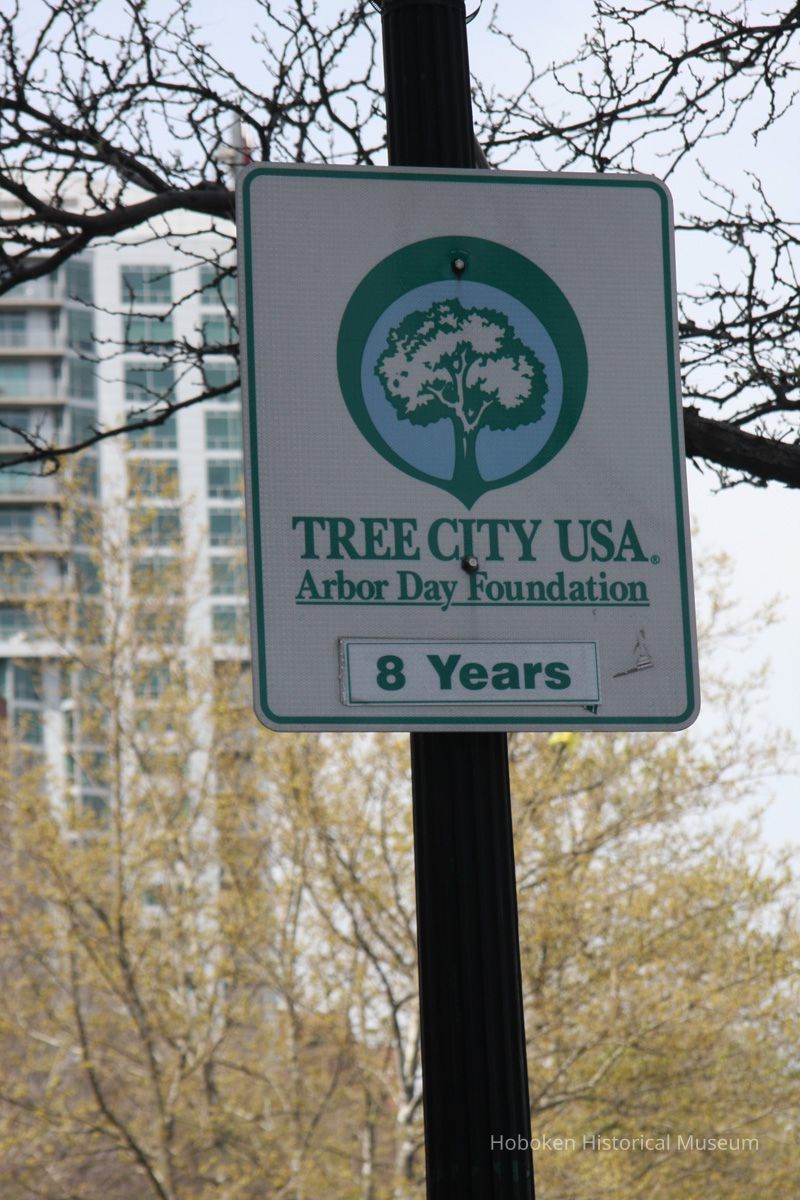 TREE CITY USA®
Arbor Day Foundation
8 Years
Hoboken Historical Museum